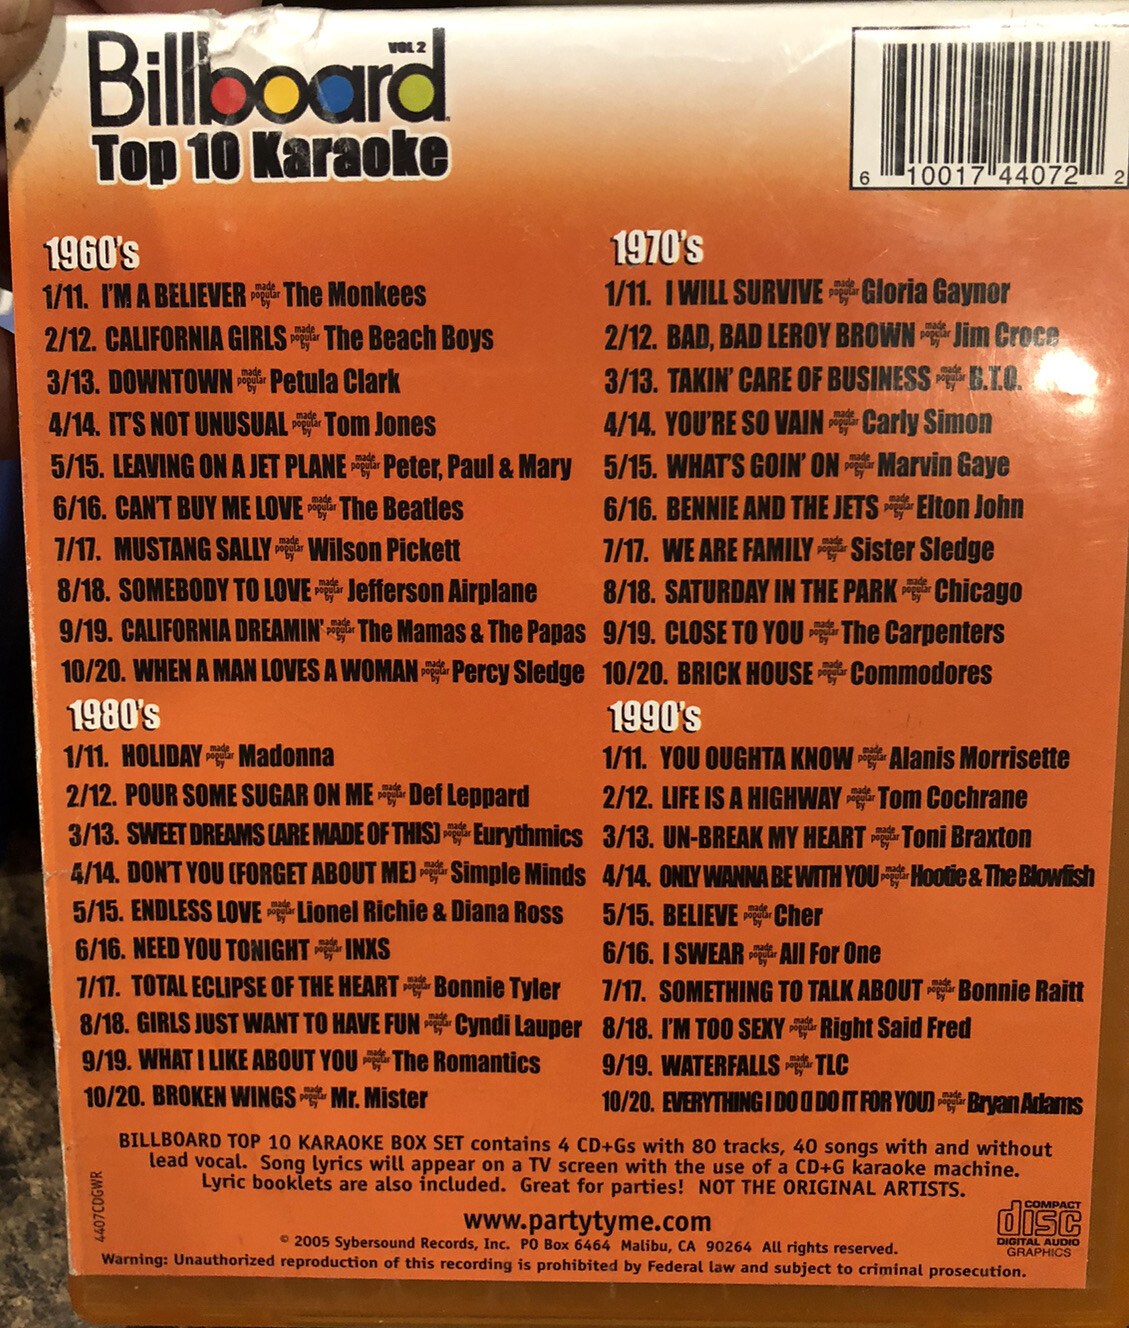 VOL 2
Billboard
Top 10 Karaoke
6 10017 44072 2
1960's
1/11. I'M A BELIEVER made popular by The Monkees
2/12. CALIFORNIA GIRLS made popular by The Beach Boys
3/13. DOWNTOWN made popular by Petula Clark
4/14. IT'S NOT UNUSUAL made popular by Tom Jones
5/15. LEAVING ON A JET PLANE made popular by Peter, Paul & Mary
6/16. CAN'T BUY ME LOVE made popular by The Beatles
7/17. MUSTANG SALLY made popular by Wilson Pickett
8/18. SOMEBODY TO LOVE made popular by Jefferson Airplane
9/19. CALIFORNIA DREAMIN' made popular by The Mamas & The Papas
10/20. WHEN A MAN LOVES A WOMAN made popular by Percy Sledge
1970's
1/11. I WILL SURVIVE made popular by Gloria Gaynor
2/12. BAD, BAD LEROY BROWN made popular by Jim Croce
3/13. TAKIN' CARE OF BUSINESS made popular by B.T.O.
4/14. YOU'RE SO VAIN made popular by Carly Simon
5/15. WHAT'S GOIN' ON made popular by Marvin Gaye
6/16. BENNIE AND THE JETS made popular by Elton John
7/17. WE ARE FAMILY made popular by Sister Sledge
8/18. SATURDAY IN THE PARK made popular by Chicago
9/19. CLOSE TO YOU made popular by The Carpenters
10/20. BRICK HOUSE made popular by Commodores
1980's
1/11. HOLIDAY made popular by Madonna
2/12. POUR SOME SUGAR ON ME made popular by Def Leppard
3/13. SWEET DREAMS (ARE MADE OF THIS) made popular by Eurythmics
4/14. DON'T YOU (FORGET ABOUT ME) made popular by Simple Minds
5/15. ENDLESS LOVE made popular by Lionel Richie & Diana Ross
6/16. NEED YOU TONIGHT made popular by INXS
7/17. TOTAL ECLIPSE OF THE HEART made popular by Bonnie Tyler
8/18. GIRLS JUST WANT TO HAVE FUN made popular by Cyndi Lauper
9/19. WHAT I LIKE ABOUT YOU made popular by The Romantics
10/20. BROKEN WINGS made popular by Mr. Mister
1990's
1/11. YOU OUGHTA KNOW made popular by Alanis Morrisette
2/12. LIFE IS A HIGHWAY made popular by Tom Cochrane
3/13. UN-BREAK MY HEART made popular by Toni Braxton
4/14. ONLY WANNA BE WITH YOU made popular by Hootie & The Blowfish
5/15. BELIEVE made popular by Cher
6/16. I SWEAR made popular by All For One
7/17. SOMETHING TO TALK ABOUT made popular by Bonnie Raitt
8/18. I'M TOO SEXY made popular by Right Said Fred
9/19. WATERFALLS made popular by TLC
10/20. EVERYTHING I DO (I DO IT FOR YOU) made popular by Bryan Adams
BILLBOARD TOP 10 KARAOKE BOX SET contains 4 CD+Gs with 80 tracks, 40 songs with and without
lead vocal. Song lyrics will appear on a TV screen with the use of a CD+G karaoke machine.
Lyric booklets are also included. Great for parties! NOT THE ORIGINAL ARTISTS.
www.partytyme.com
© 2005 Sybersound Records, Inc. PO Box 6464 Malibu, CA 90264 All rights reserved.
Warning: Unauthorized reproduction of this recording is prohibited by Federal law and subject to criminal prosecution.
4407CDGWR
COMPACT
disc
DIGITAL AUDIO
GRAPHICS